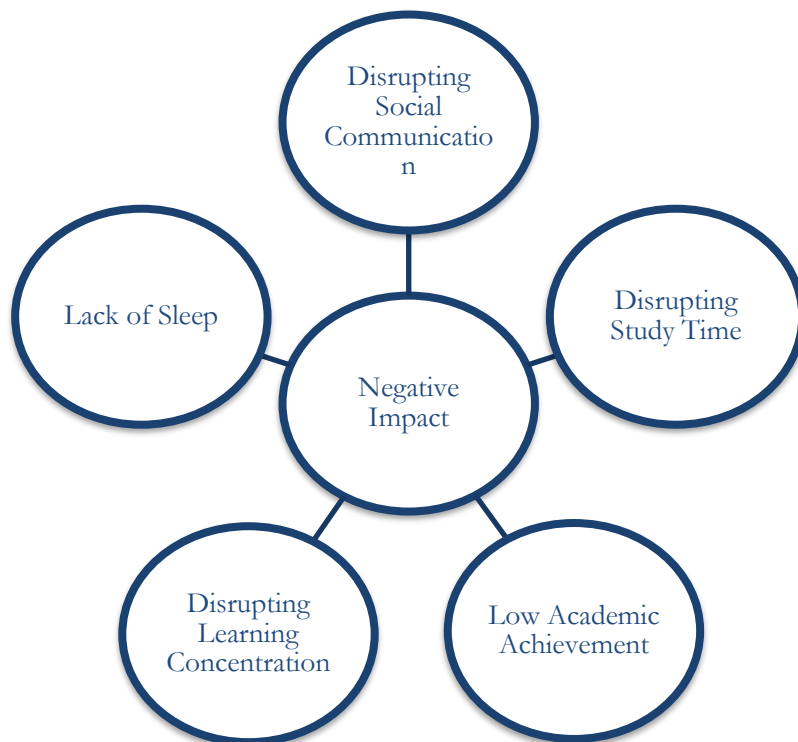 Disrupting
Social
Communicatio
n
Lack of Sleep
Disrupting
Study Time
Negative
Impact
Disrupting
Learning
Concentration
Low Academic
Achievement